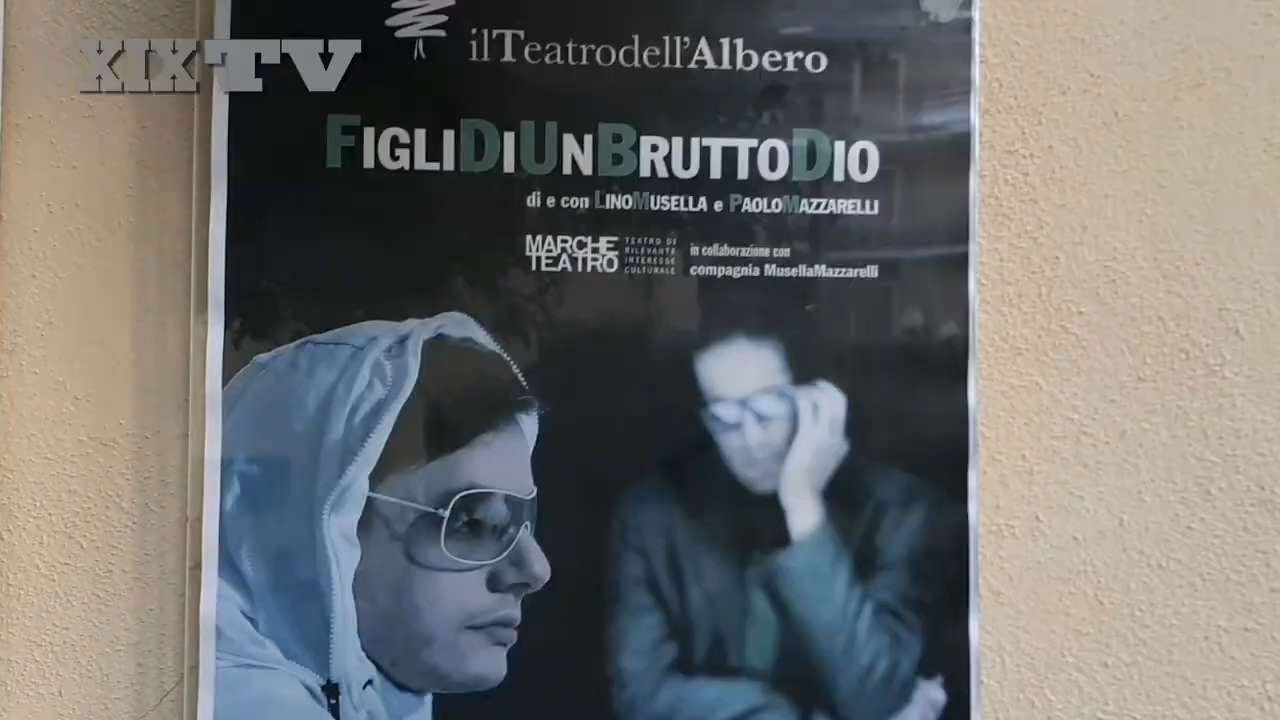 XIXTV
ilTeatrodell'Albero
FIGLIDIUNBRUTTODIO
di e con LINOMUSELLA e PAOLOMAZZARELLI
MARCHE TEATRO
TEATRO DI RILEVANTE INTERESSE CULTURALE
in collaborazione con
compagnia MusellaMazzarelli